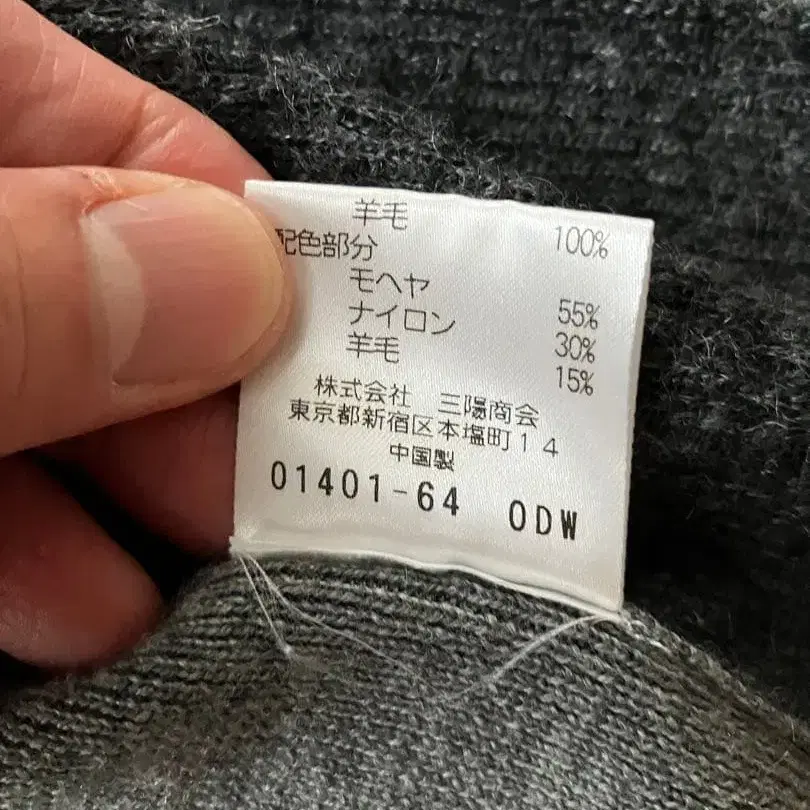 羊毛 100%
配色部分
モヘヤ 55%
ナイロン 30%
羊毛 15%
株式会社 三陽商会
東京都新宿区本塩町14
中国製
01401-64 0DW